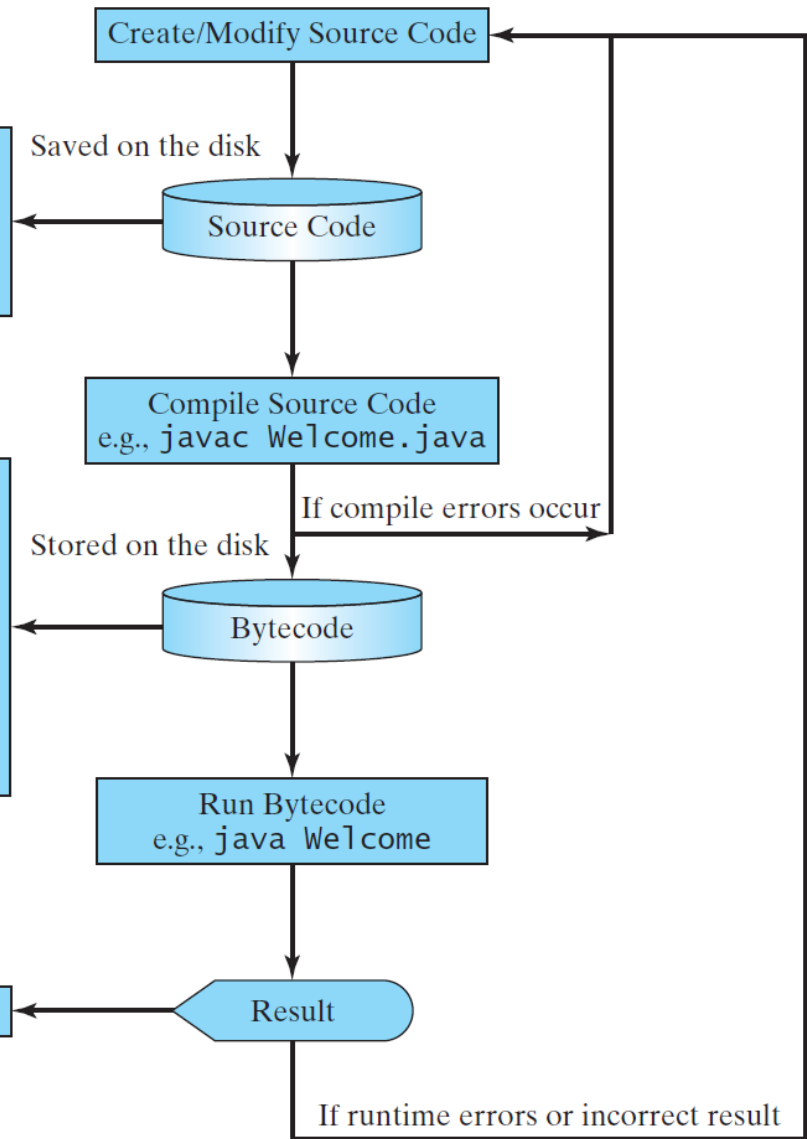 Create/Modify Source Code
Saved on the disk
Source Code
Compile Source Code
e.g., javac Welcome.java
If compile errors occur
Stored on the disk
Bytecode
Run Bytecode
e.g., java Welcome
Result
If runtime errors or incorrect result